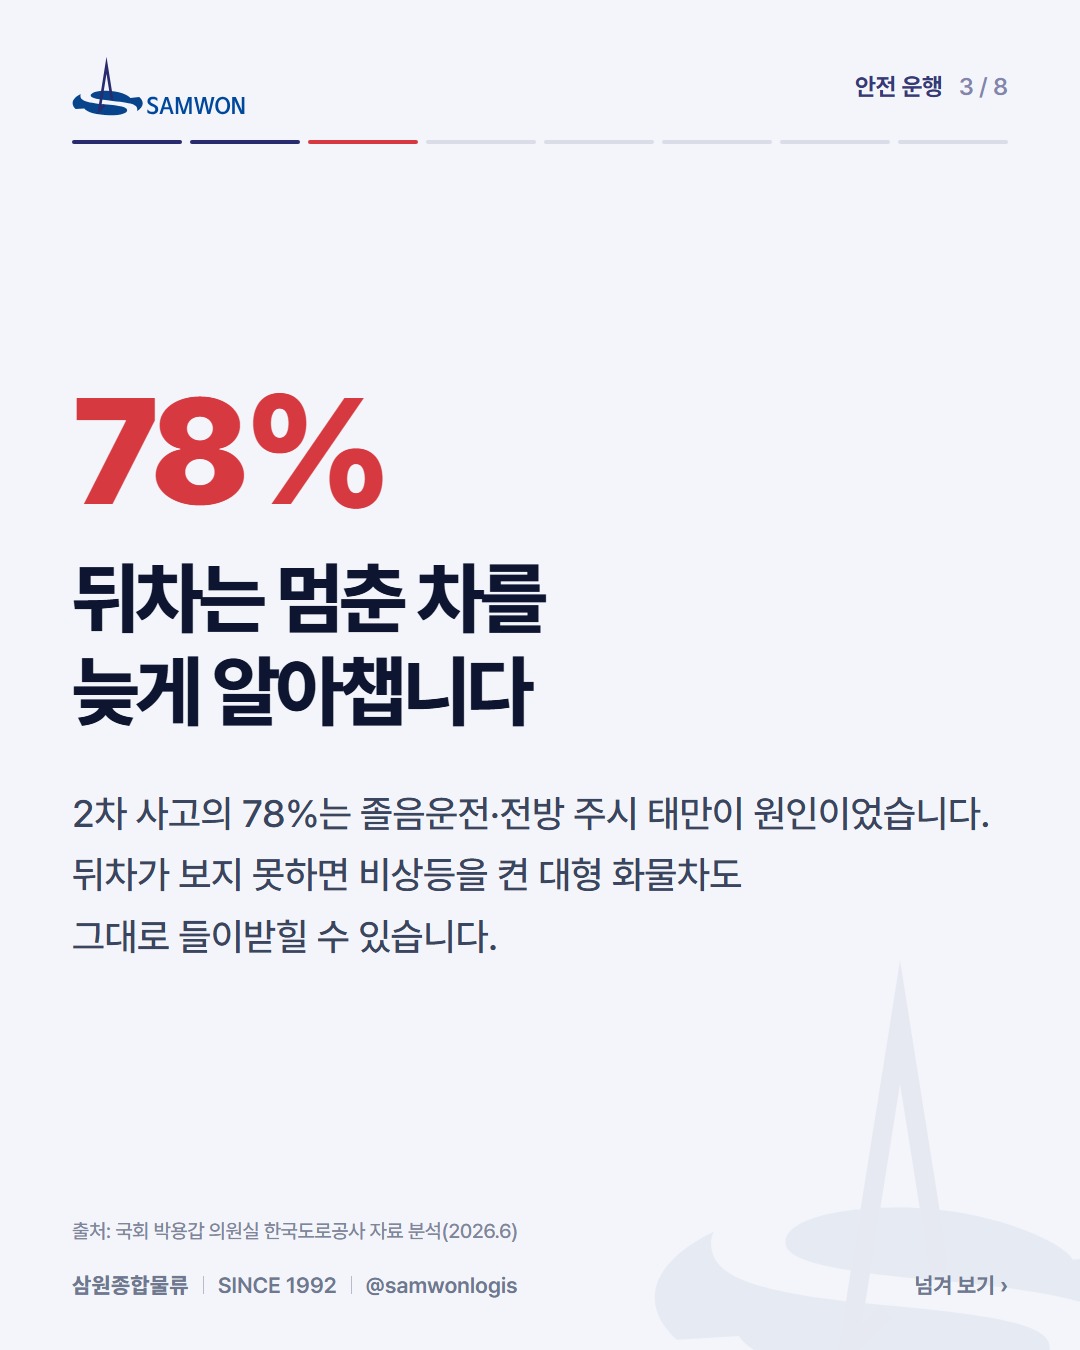 SAMWON
안전 운행 3 / 8
78%
뒤차는 멈춘 차를
늦게 알아챕니다
2차 사고의 78%는 졸음운전·전방 주시 태만이 원인이었습니다.
뒤차가 보지 못하면 비상등을 켠 대형 화물차도
그대로 들이받힐 수 있습니다.
출처: 국회 박용갑 의원실 한국도로공사 자료 분석(2026.6)
삼원종합물류 | SINCE 1992 | @samwonlogis
넘겨 보기 ›